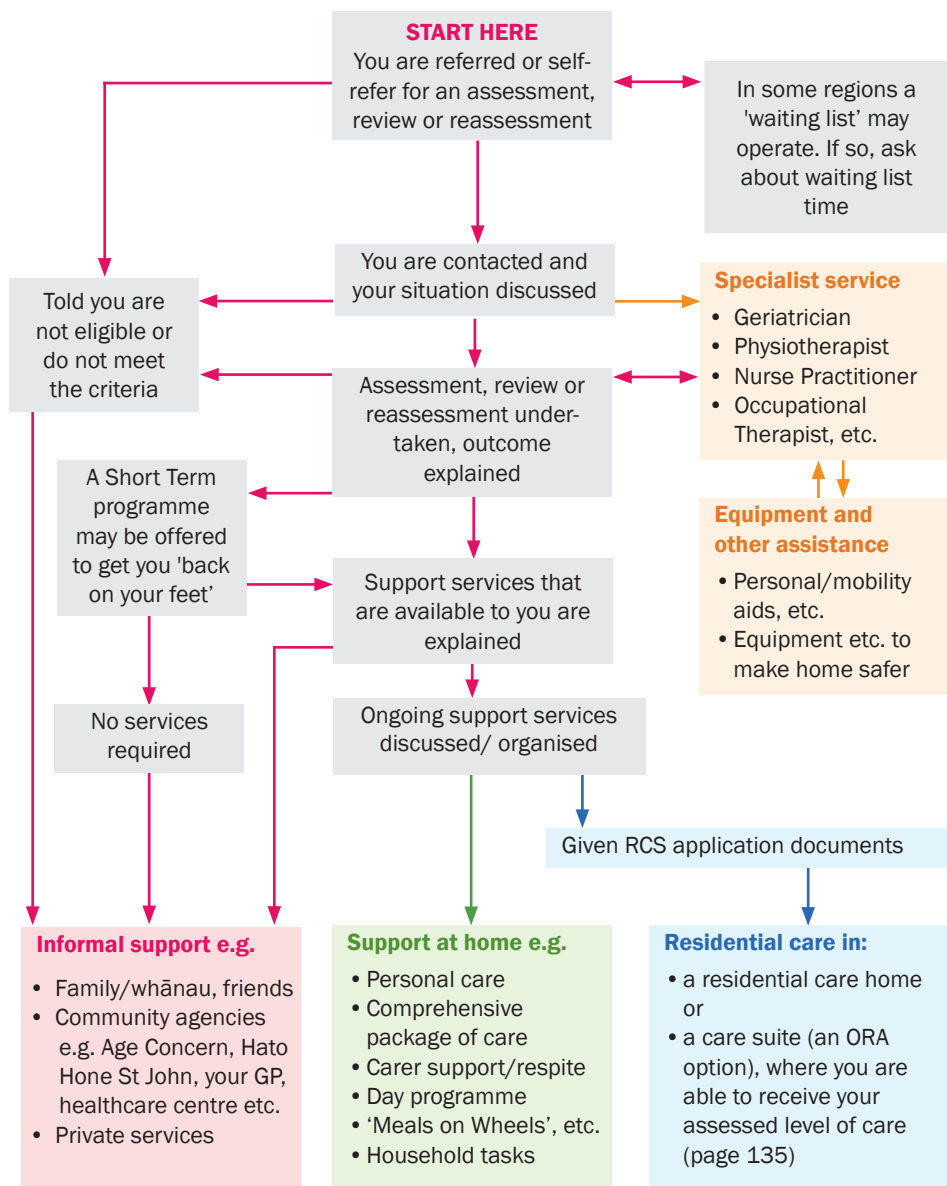 START HERE
You are referred or self-
refer for an assessment,
review or reassessment
In some regions a
'waiting list’ may
operate. If so, ask
about waiting list
time
You are contacted and
your situation discussed
Told you are
not eligible or
do not meet
the criteria
Specialist service
• Geriatrician
• Physiotherapist
• Nurse Practitioner
• Occupational
Therapist, etc.
Assessment, review or
reassessment under-
taken, outcome
explained
A Short Term
programme
may be offered
to get you 'back
on your feet’
Equipment and
other assistance
• Personal/mobility
aids, etc.
• Equipment etc. to
make home safer
Support services that
are available to you are
explained
No services
required
Ongoing support services
discussed/ organised
Given RCS application documents
Informal support e.g.
• Family/whānau, friends
• Community agencies
e.g. Age Concern, Hato
Hone St John, your GP,
healthcare centre etc.
• Private services
Support at home e.g.
• Personal care
• Comprehensive
package of care
• Carer support/respite
• Day programme
• ‘Meals on Wheels’, etc.
• Household tasks
Residential care in:
• a residential care home
or
• a care suite (an ORA
option), where you are
able to receive your
assessed level of care
(page 135)